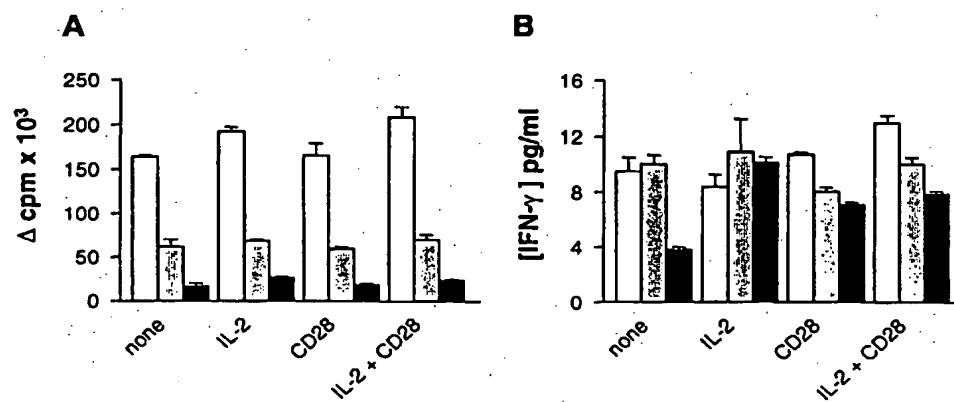 A
Δ cpm x 10³
250
200
150
100
50
0
none
IL-2
CD28
IL-2 + CD28
B
[IFN-γ ] pg/ml
16
12
8
4
0
none
IL-2
CD28
IL-2 + CD28